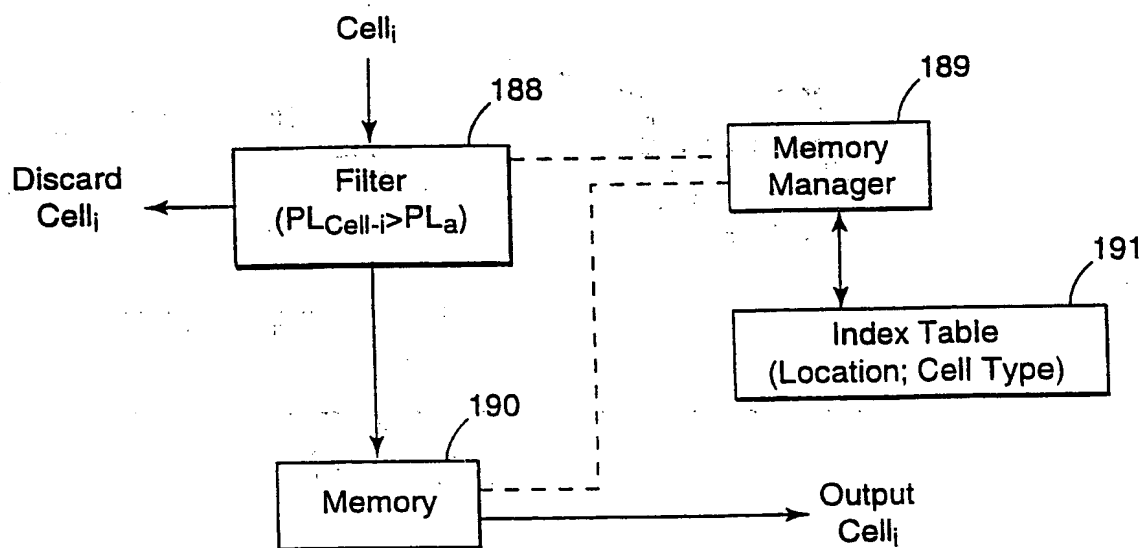 Cell_i
188
189
Discard
Cell_i
Filter
(PL_Cell-i>PL_a)
Memory
Manager
191
Index Table
(Location; Cell Type)
190
Memory
Output
Cell_i